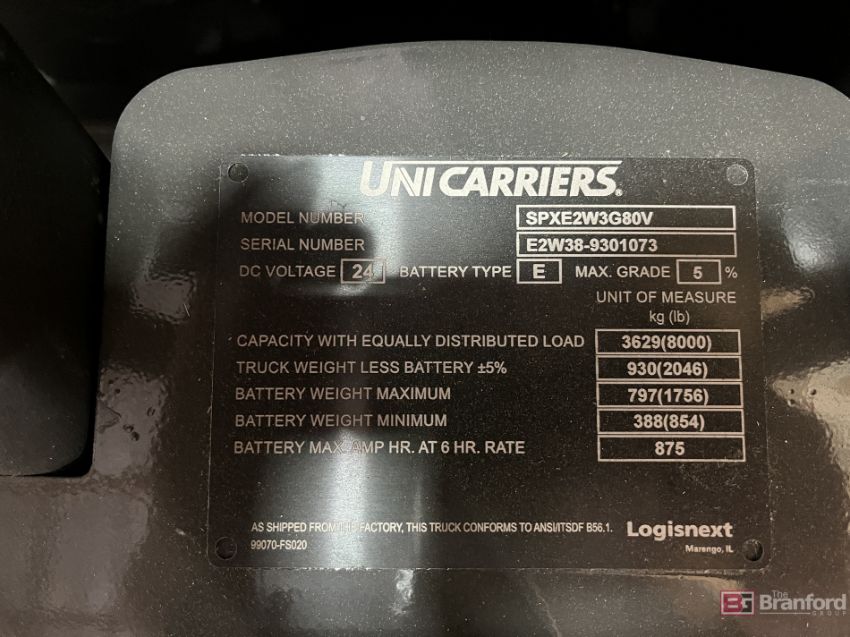 UNICARRIERS®
MODEL NUMBER SPXE2W3G80V
SERIAL NUMBER E2W38-9301073
DC VOLTAGE 24 BATTERY TYPE E MAX. GRADE 5 %
UNIT OF MEASURE
kg (lb)
CAPACITY WITH EQUALLY DISTRIBUTED LOAD 3629(8000)
TRUCK WEIGHT LESS BATTERY ±5% 930(2046)
BATTERY WEIGHT MAXIMUM 797(1756)
BATTERY WEIGHT MINIMUM 388(854)
BATTERY MAX. AMP HR. AT 6 HR. RATE 875
AS SHIPPED FROM THE FACTORY, THIS TRUCK CONFORMS TO ANSI/ITSDF B56.1.
99070-FS020
Logisnext
Marengo, IL
BG The Branford
GROUP